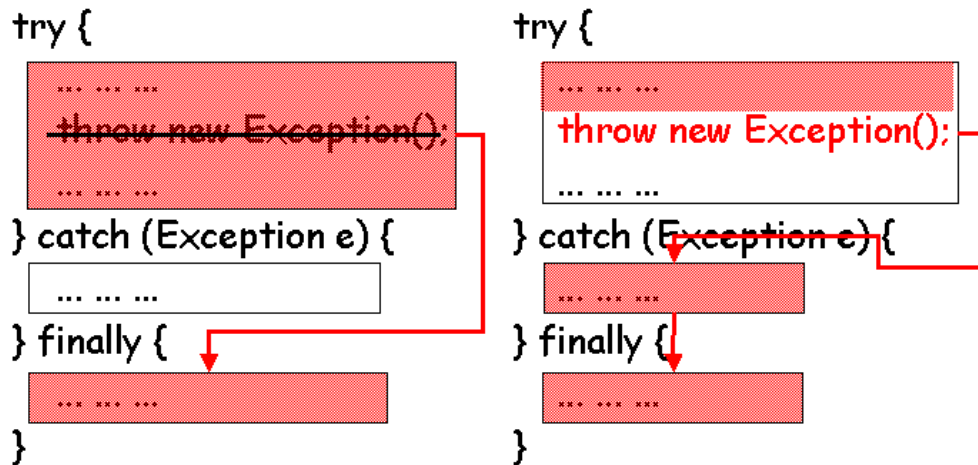 try {
... ... ...
throw new Exception();
... ... ...
} catch (Exception e) {
... ... ...
} finally {
... ... ...
}
try {
... ... ...
throw new Exception();
... ... ...
} catch (Exception e) {
... ... ...
} finally {
... ... ...
}